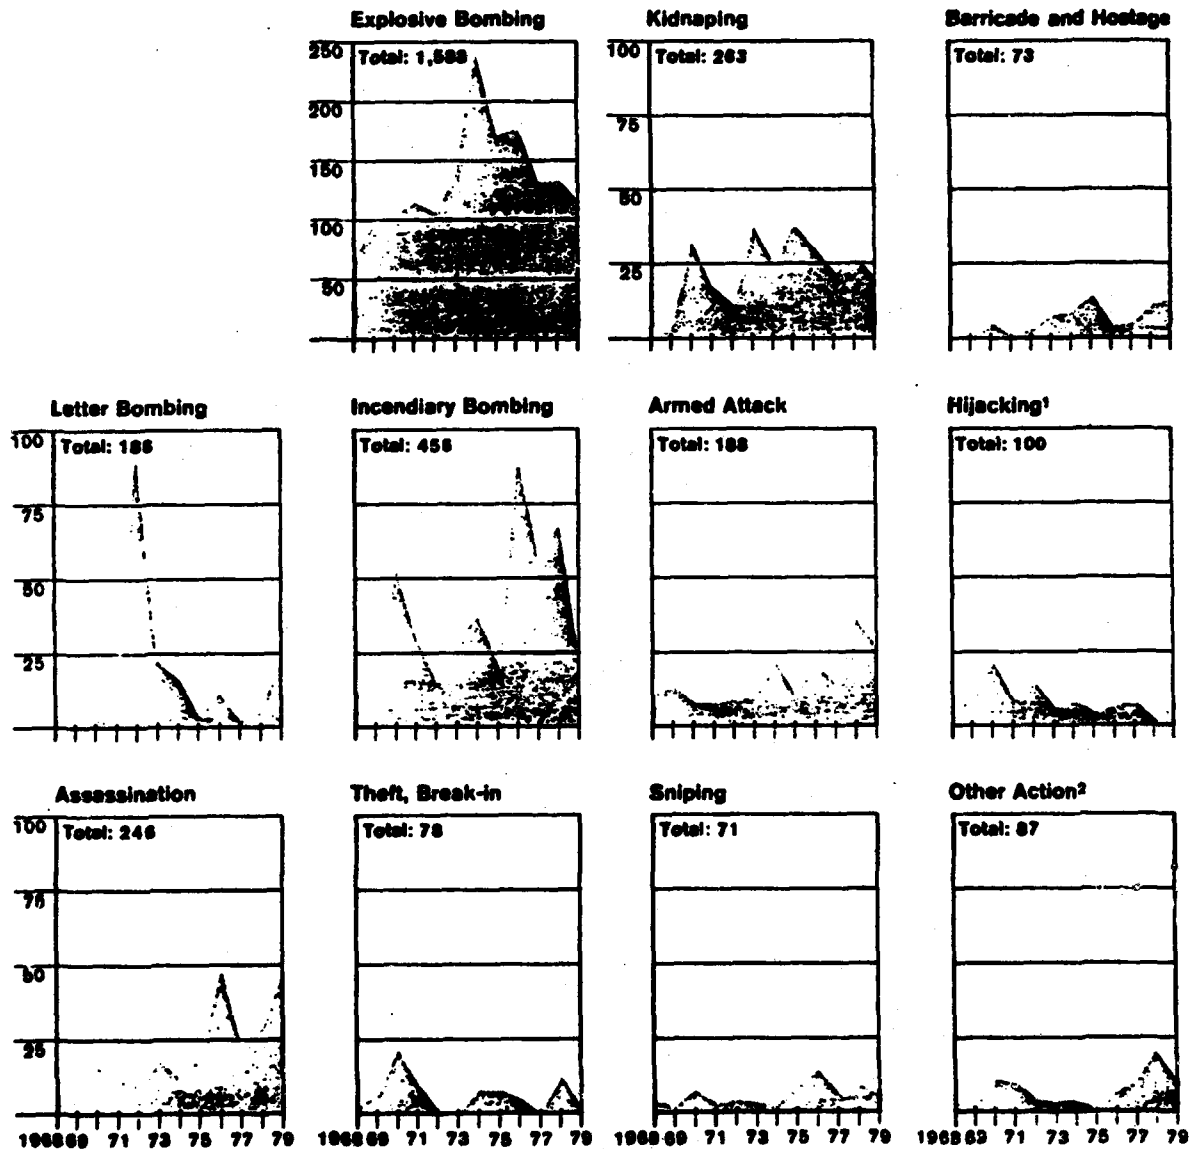 Explosive Bombing
250
Total: 1,588
200
150
100
50
Kidnaping
100
Total: 263
75
50
25
Barricade and Hostage
Total: 73
Letter Bombing
100
Total: 186
75
50
25
Incendiary Bombing
Total: 456
Armed Attack
Total: 188
Hijacking¹
Total: 100
Assassination
100
Total: 246
75
50
25
1968 69 71 73 75 77 79
Theft, Break-in
Total: 78
1968 69 71 73 75 77 79
Sniping
Total: 71
1968 69 71 73 75 77 79
Other Action²
Total: 87
1968 69 71 73 75 77 79